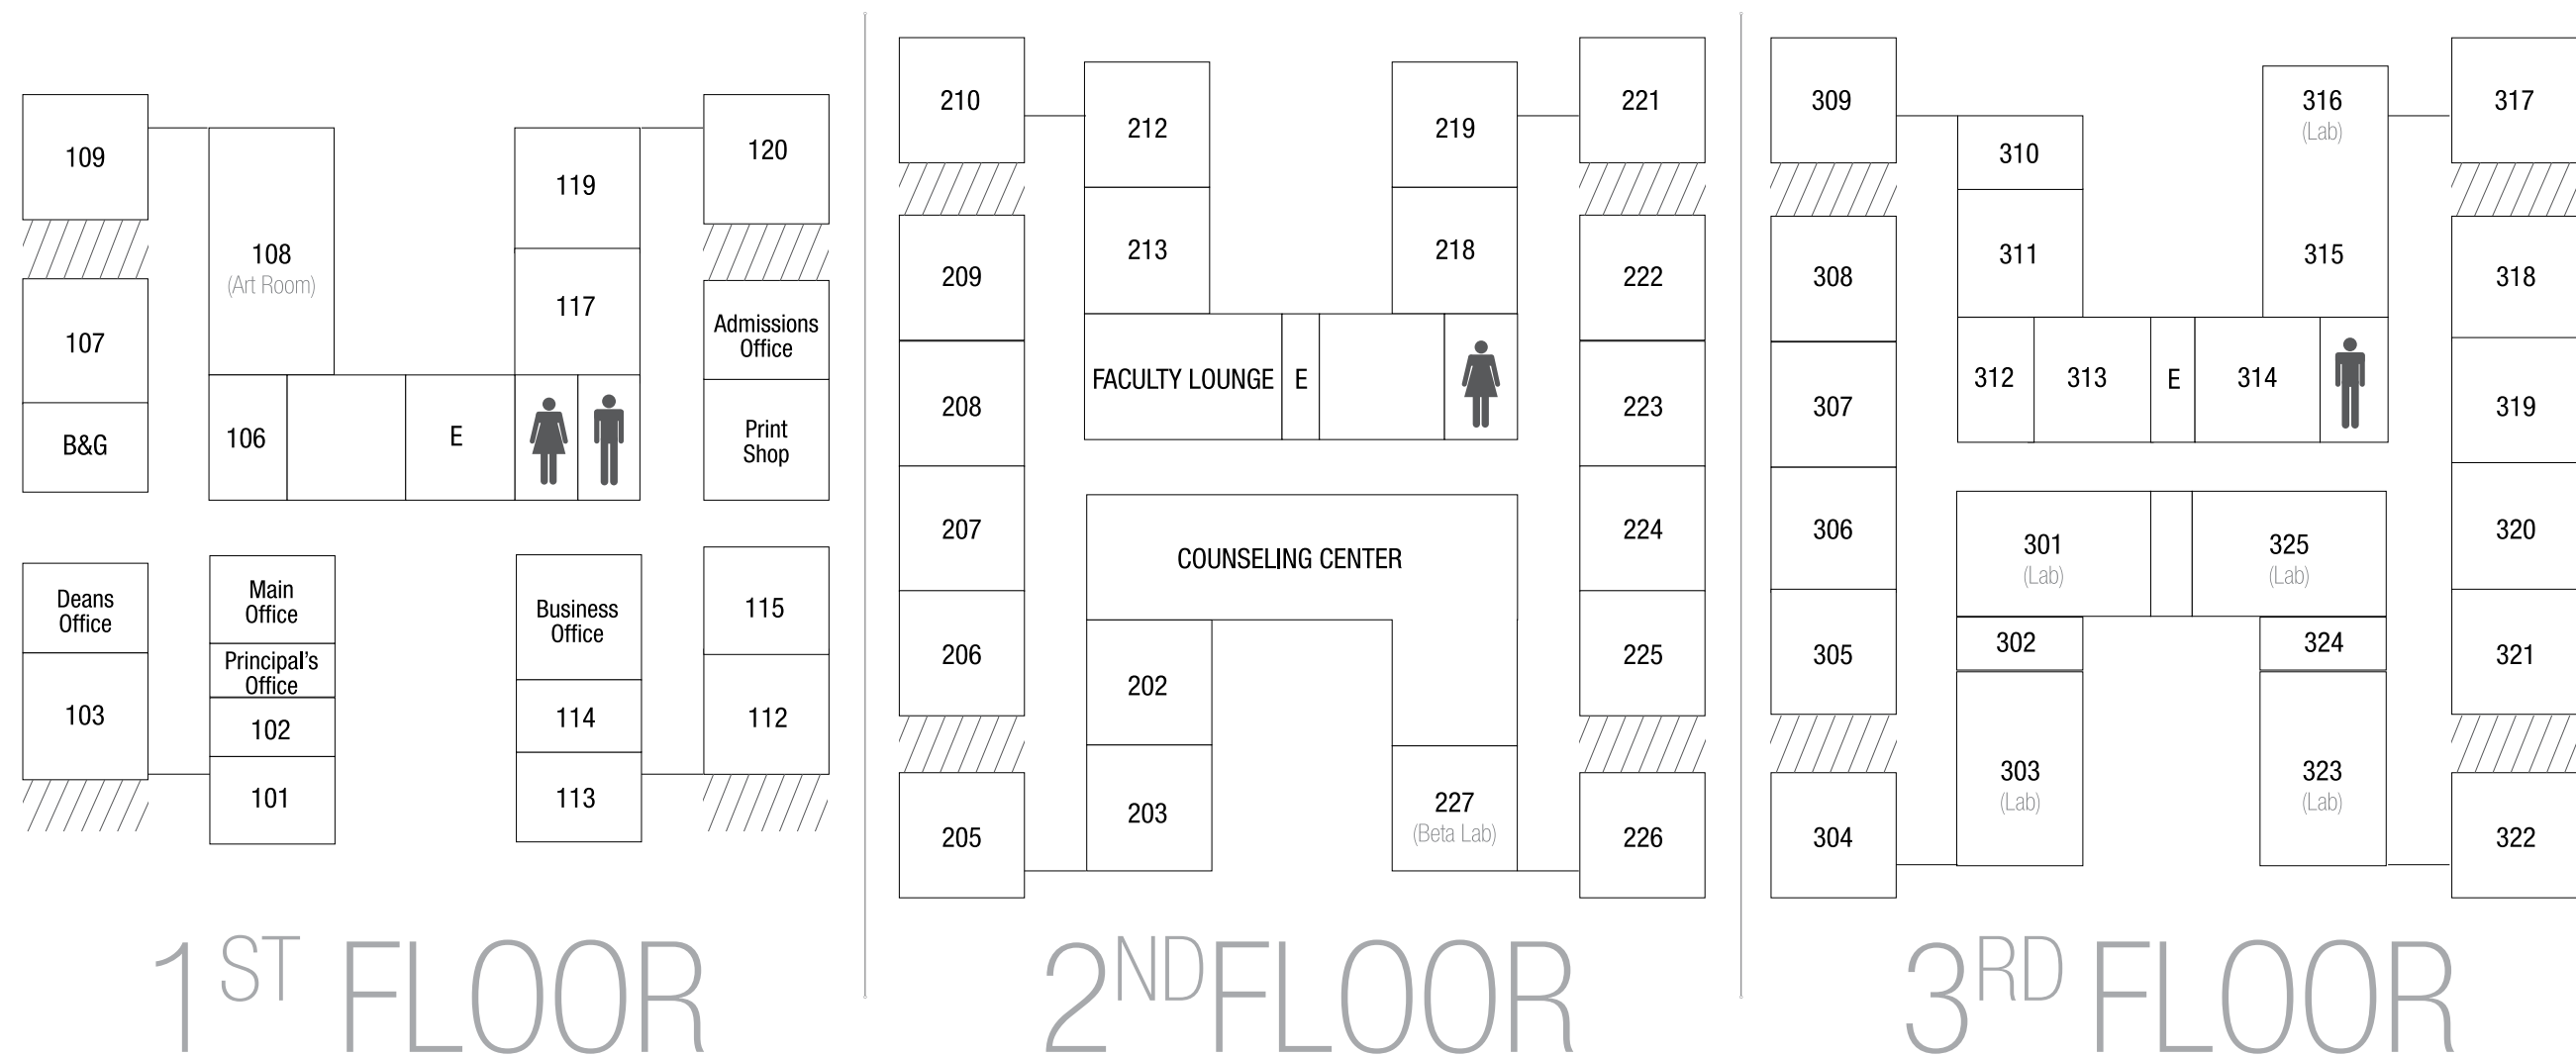 109
108
(Art Room)
119
120
107
117
Admissions
Office
B&G
106
E
Print
Shop
Deans
Office
Main
Office
Business
Office
115
Principal's
Office
103
102
114
112
101
113
1ST FLOOR
210
212
219
221
209
213
218
222
208
FACULTY LOUNGE
E
223
207
COUNSELING CENTER
224
206
202
225
205
203
227
(Beta Lab)
226
2ND FLOOR
309
310
316
(Lab)
317
308
311
315
318
307
312
313
E
314
319
306
301
(Lab)
325
(Lab)
320
305
302
324
321
304
303
(Lab)
323
(Lab)
322
3RD FLOOR